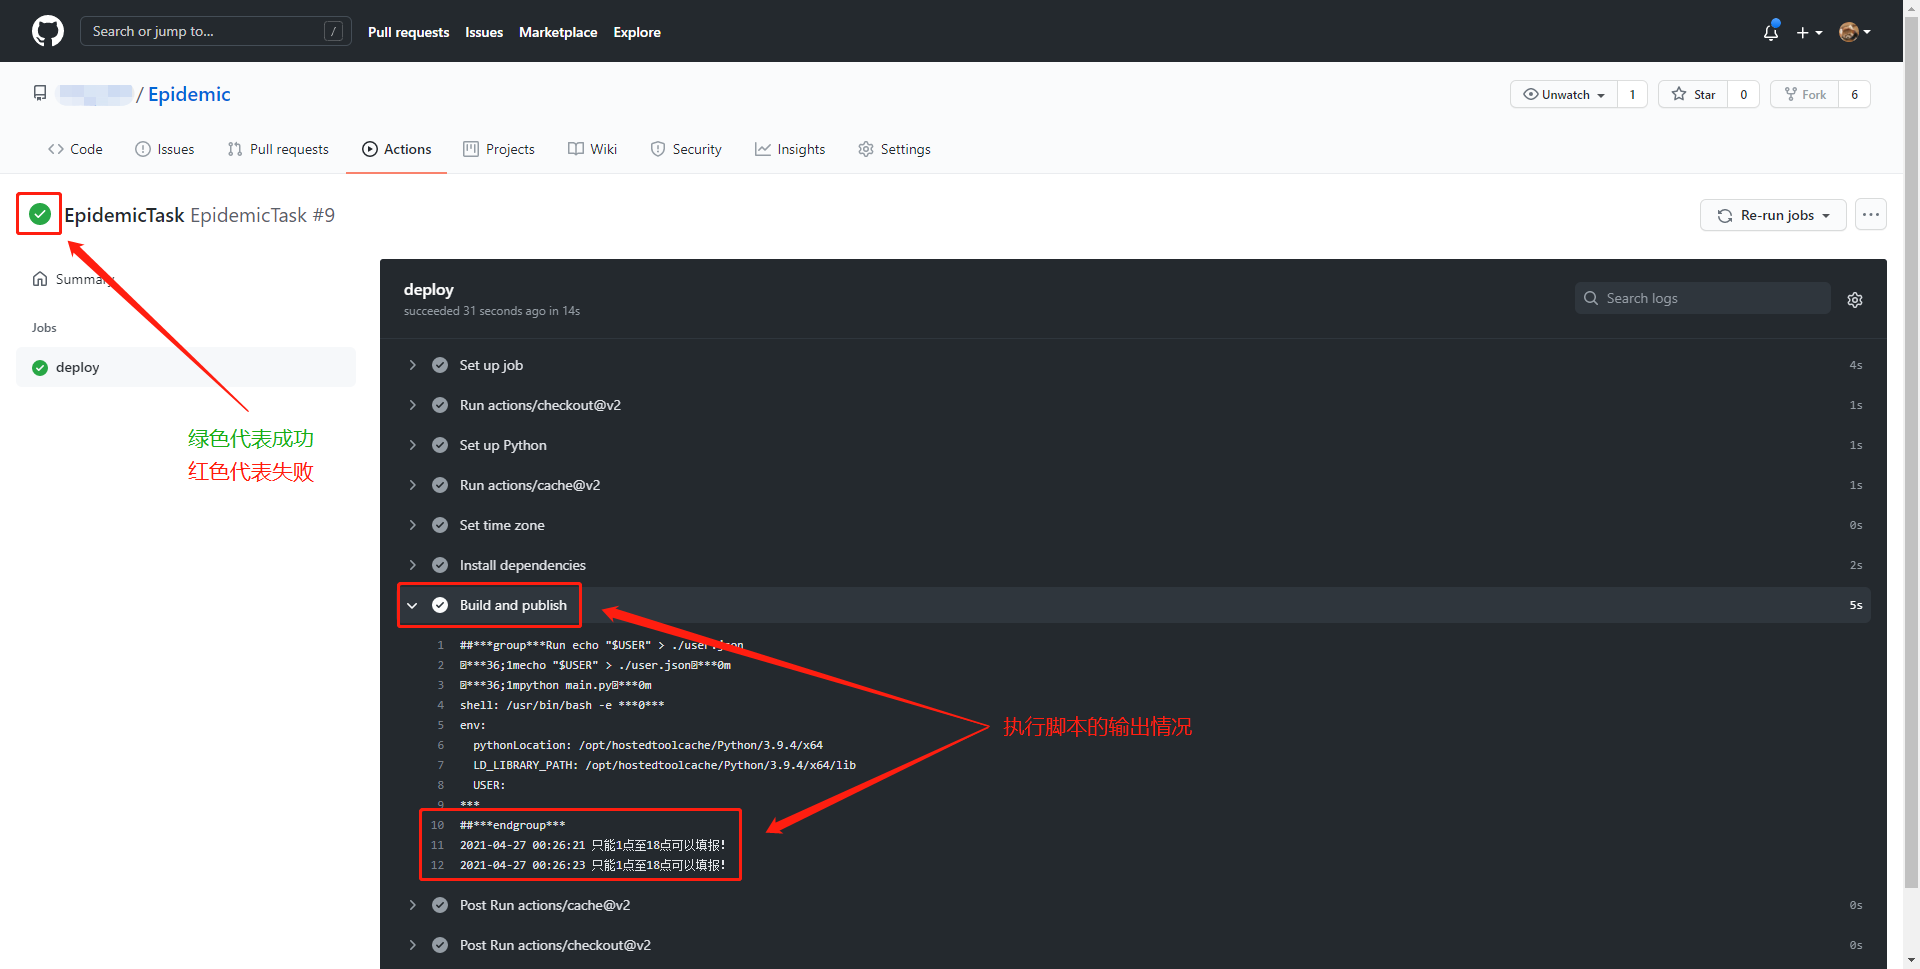 Search or jump to... /
Pull requests Issues Marketplace Explore
/ Epidemic
Unwatch 1 Star 0 Fork 6
Code Issues Pull requests Actions Projects Wiki Security Insights Settings
EpidemicTask EpidemicTask #9
Re-run jobs
Summary
Jobs
deploy
绿色代表成功
红色代表失败
deploy
succeeded 31 seconds ago in 14s
Search logs
Set up job 4s
Run actions/checkout@v2 1s
Set up Python 1s
Run actions/cache@v2 1s
Set time zone 0s
Install dependencies 2s
Build and publish 5s
1 ##***group***Run echo "$USER" > ./user.json
2 ***36;1mecho "$USER" > ./user.json***0m
3 ***36;1mpython main.py***0m
4 shell: /usr/bin/bash -e ***0***
5 env:
6 pythonLocation: /opt/hostedtoolcache/Python/3.9.4/x64
7 LD_LIBRARY_PATH: /opt/hostedtoolcache/Python/3.9.4/x64/lib
8 USER:
9 ***
10 ##***endgroup***
11 2021-04-27 00:26:21 只能1点至18点可以填报!
12 2021-04-27 00:26:23 只能1点至18点可以填报!
执行脚本的输出情况
Post Run actions/cache@v2 0s
Post Run actions/checkout@v2 0s